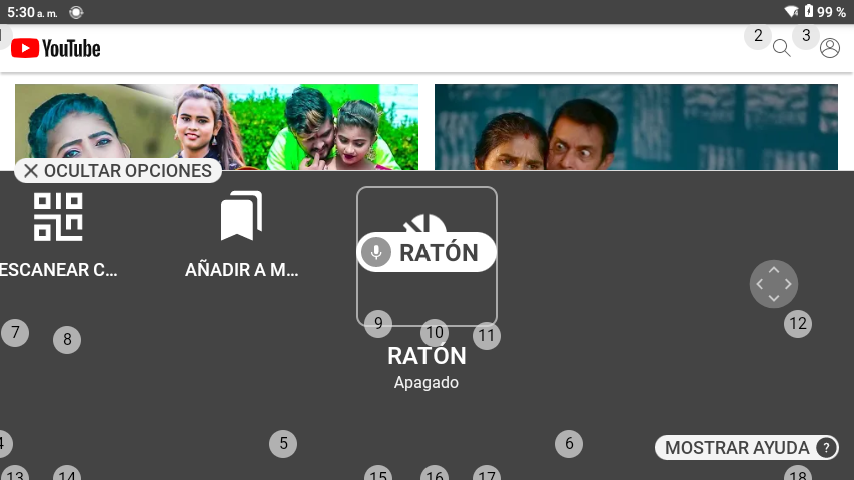 5:30 a. m. 99 %
2 3
YouTube
OCULTAR OPCIONES
ESCANEAR C... AÑADIR A M... RATÓN
7 8 9 10 11 12
RATÓN
Apagado
4 5 6 MOSTRAR AYUDA ?
13 14 15 16 17 18